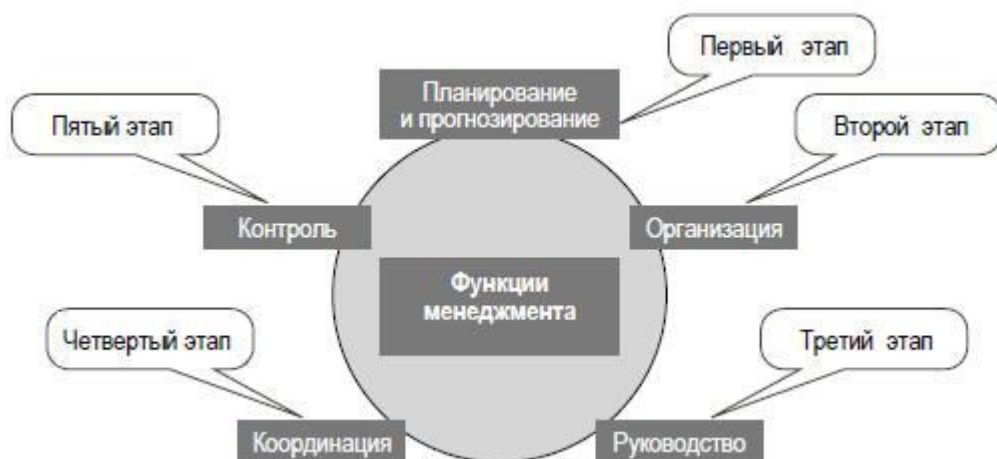 Первый этап
Планирование
и прогнозирование
Пятый этап
Второй этап
Контроль
Организация
Функции
менеджмента
Четвертый этап
Третий этап
Координация
Руководство